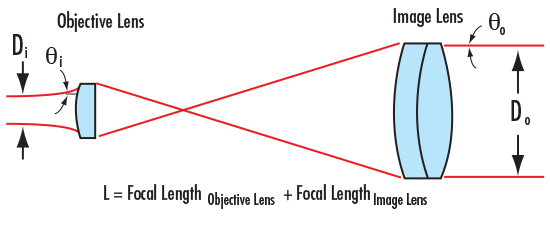 Objective Lens
Image Lens
Di
θi
θo
Do
L = Focal Length Objective Lens + Focal Length Image Lens